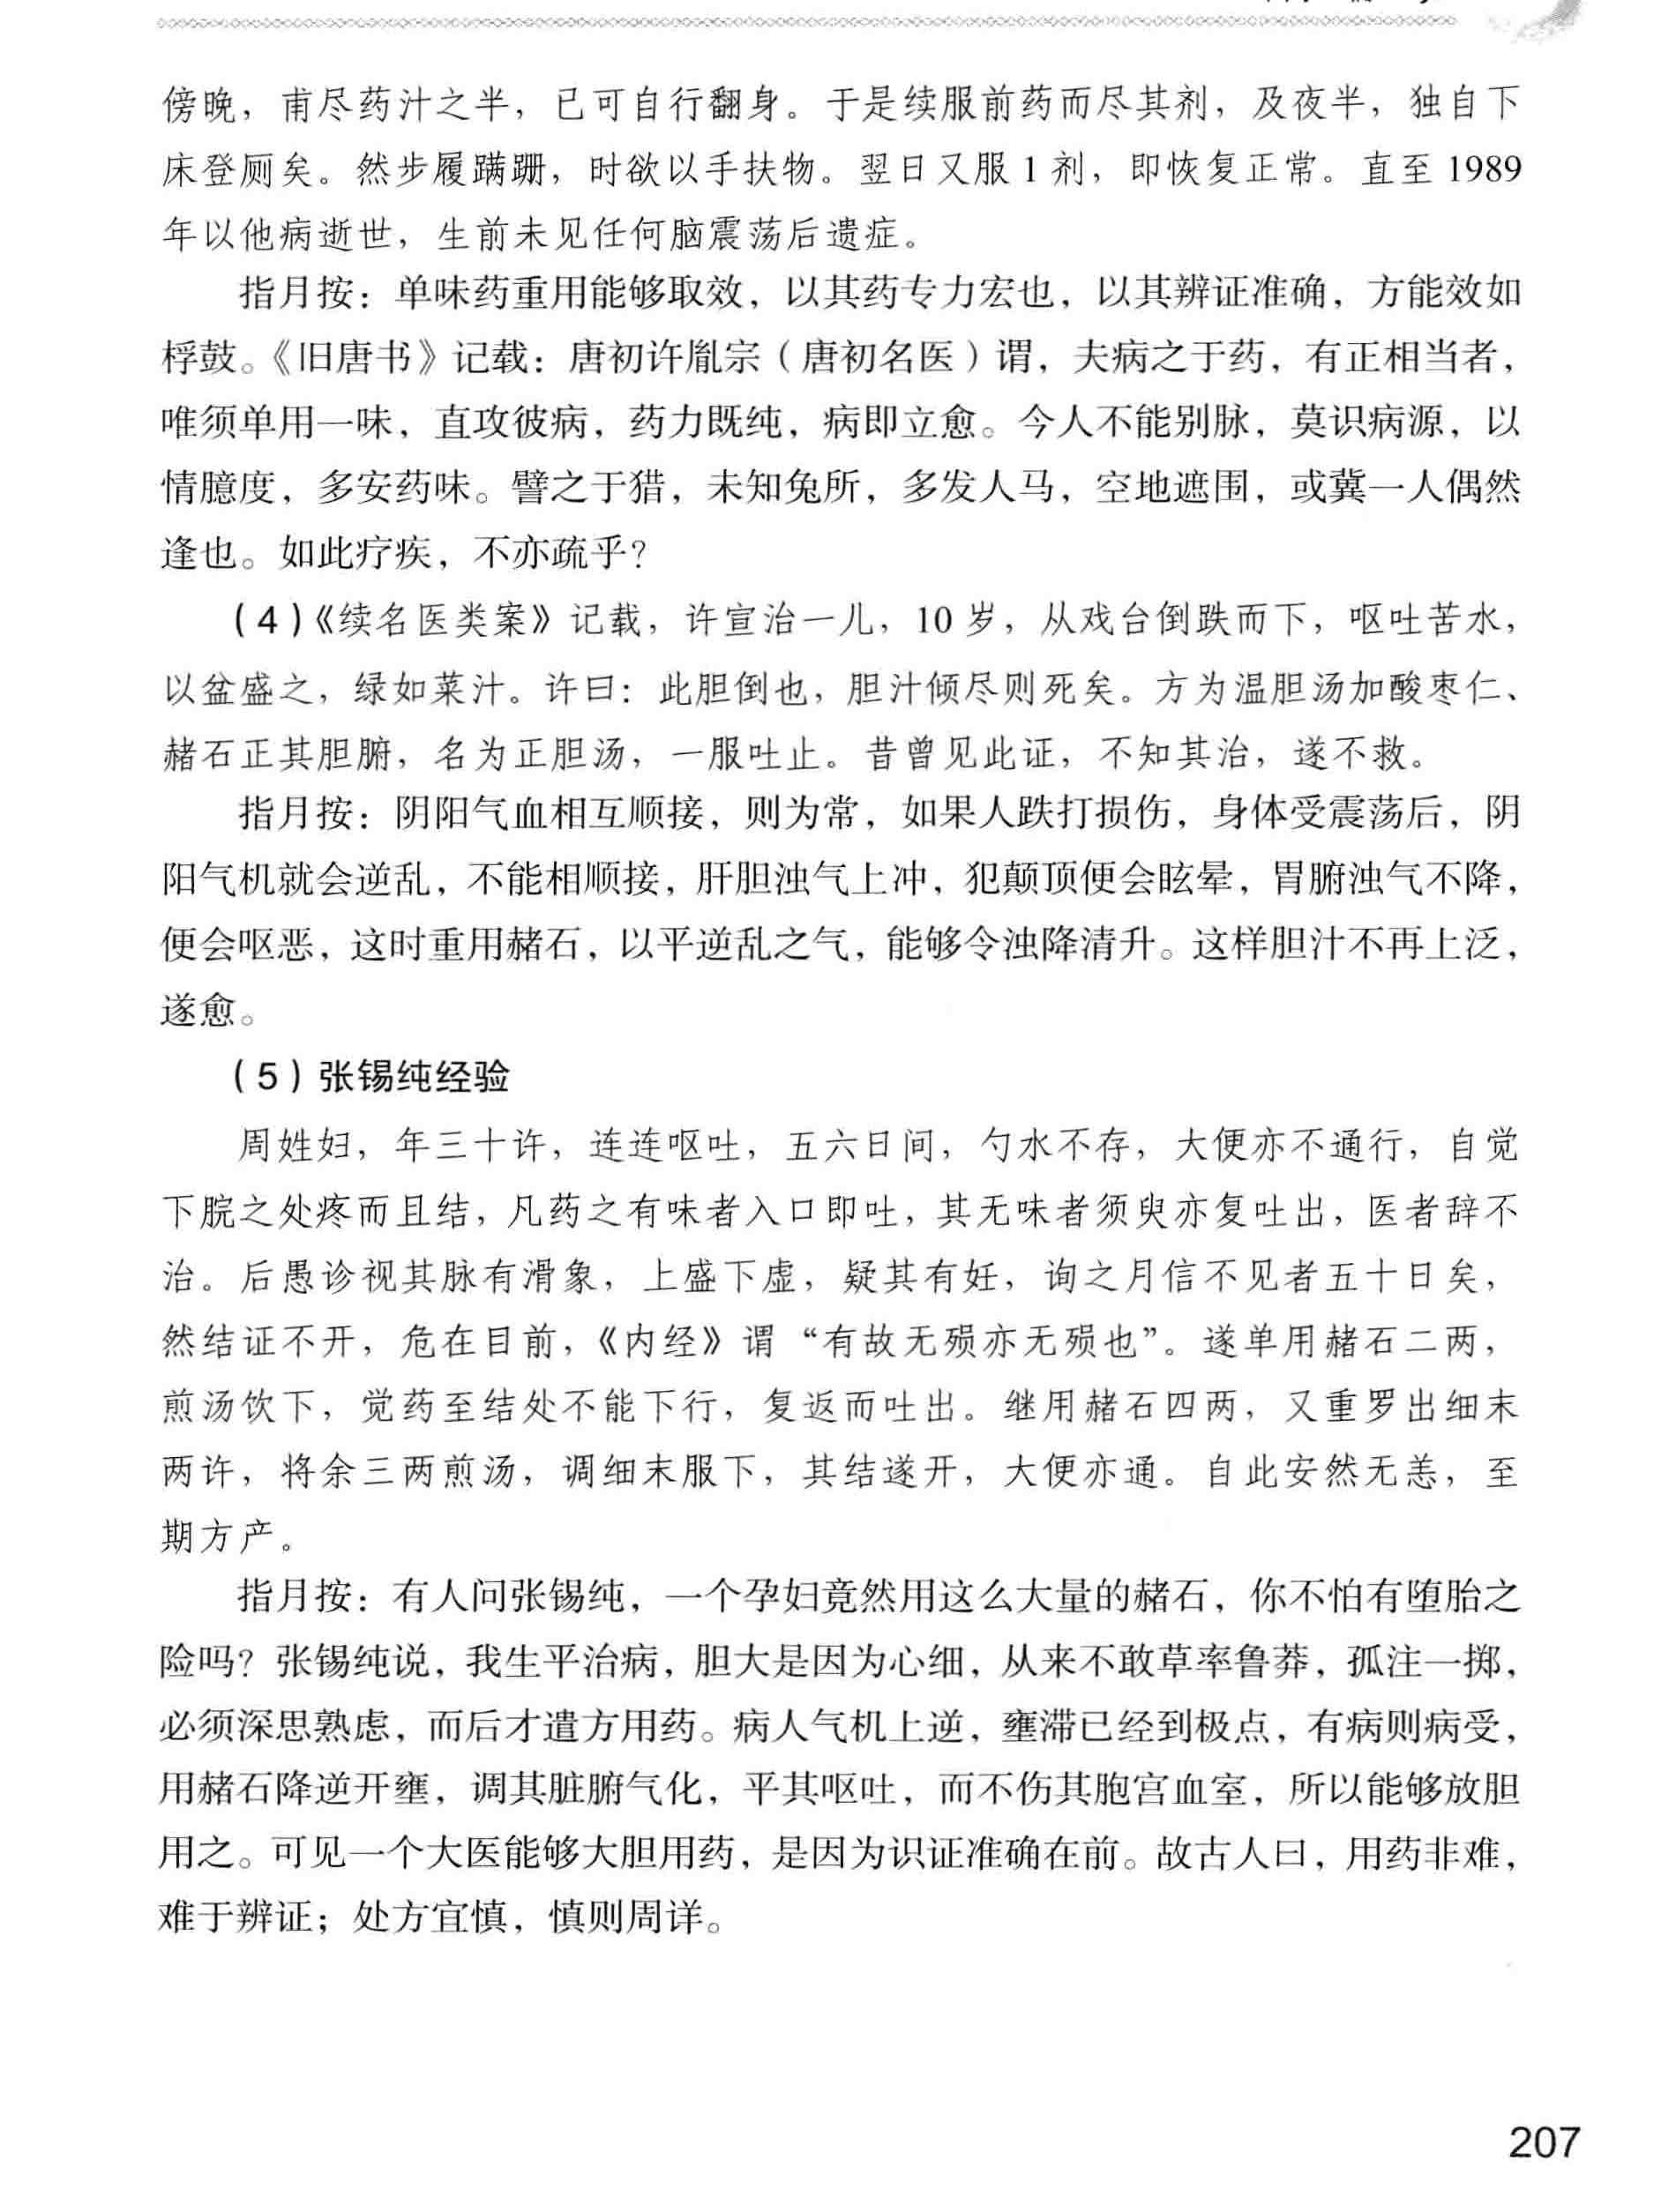 傍晚，甫尽药汁之半，已可自行翻身。于是续服前药而尽其剂，及夜半，独自下
床登厕矣。然步履蹒跚，时欲以手扶物。翌日又服 1 剂，即恢复正常。直至 1989
年以他病逝世，生前未见任何脑震荡后遗症。
指月按：单味药重用能够取效，以其药专力宏也，以其辨证准确，方能效如
桴鼓。《旧唐书》记载：唐初许胤宗（唐初名医）谓，夫病之于药，有正相当者，
唯须单用一味，直攻彼病，药力既纯，病即立愈。今人不能别脉，莫识病源，以
情臆度，多安药味。譬之于猎，未知兔所，多发人马，空地遮围，或冀一人偶然
逢也。如此疗疾，不亦疏乎？
（4）《续名医类案》记载，许宣治一儿，10 岁，从戏台倒跌而下，呕吐苦水，
以盆盛之，绿如菜汁。许曰：此胆倒也，胆汁倾尽则死矣。方为温胆汤加酸枣仁、
赭石正其胆腑，名为正胆汤，一服吐止。昔曾见此证，不知其治，遂不救。
指月按：阴阳气血相互顺接，则为常，如果人跌打损伤，身体受震荡后，阴
阳气机就会逆乱，不能相顺接，肝胆浊气上冲，犯颠顶便会眩晕，胃腑浊气不降，
便会呕恶，这时重用赭石，以平逆乱之气，能够令浊降清升。这样胆汁不再上泛，
遂愈。
（5）张锡纯经验
周姓妇，年三十许，连连呕吐，五六日间，勺水不存，大便亦不通行，自觉
下脘之处疼而且结，凡药之有味者入口即吐，其无味者须臾亦复吐出，医者辞不
治。后愚诊视其脉有滑象，上盛下虚，疑其有妊，询之月信不见者五十日矣，
然结证不开，危在目前，《内经》谓“有故无殒亦无殒也”。遂单用赭石二两，
煎汤饮下，觉药至结处不能下行，复返而吐出。继用赭石四两，又重罗出细末
两许，将余三两煎汤，调细末服下，其结遂开，大便亦通。自此安然无恙，至
期方产。
指月按：有人问张锡纯，一个孕妇竟然用这么大量的赭石，你不怕有堕胎之
险吗？张锡纯说，我生平治病，胆大是因为心细，从来不敢草率鲁莽，孤注一掷，
必须深思熟虑，而后才遣方用药。病人气机上逆，壅滞已经到极点，有病则病受，
用赭石降逆开壅，调其脏腑气化，平其呕吐，而不伤其胞宫血室，所以能够放胆
用之。可见一个大医能够大胆用药，是因为识证准确在前。故古人曰，用药非难，
难于辨证；处方宜慎，慎则周详。
207